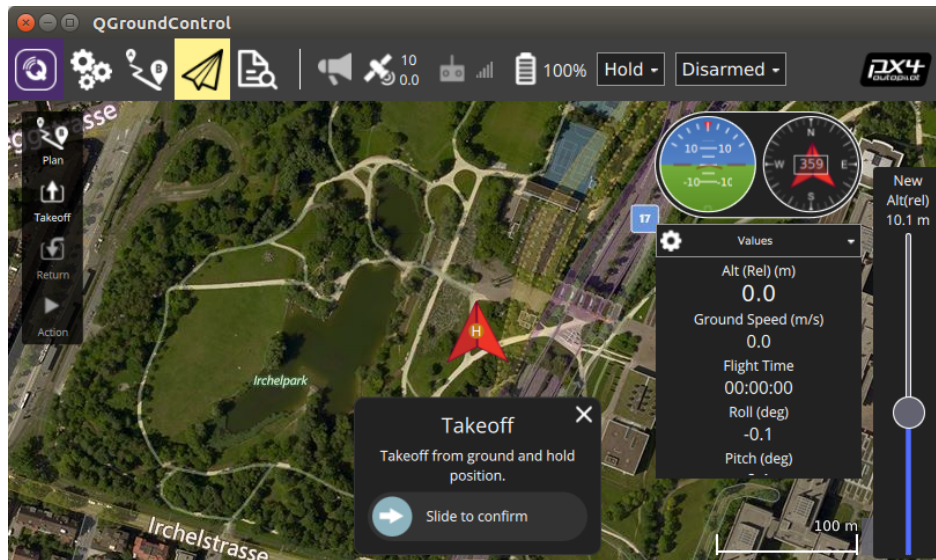 QGroundControl
10
0.0
100%
Hold
Disarmed
px4
autopilot
Plan
Takeoff
Return
Action
sse
17
10 10
-10 -10
N
W 359 E
S
New
Alt(rel)
10.1 m
Values
Alt (Rel) (m)
0.0
Ground Speed (m/s)
0.0
Flight Time
00:00:00
Roll (deg)
-0.1
Pitch (deg)
H
Irchelpark
Takeoff
Takeoff from ground and hold
position.
Slide to confirm
Irchelstrasse
100 m